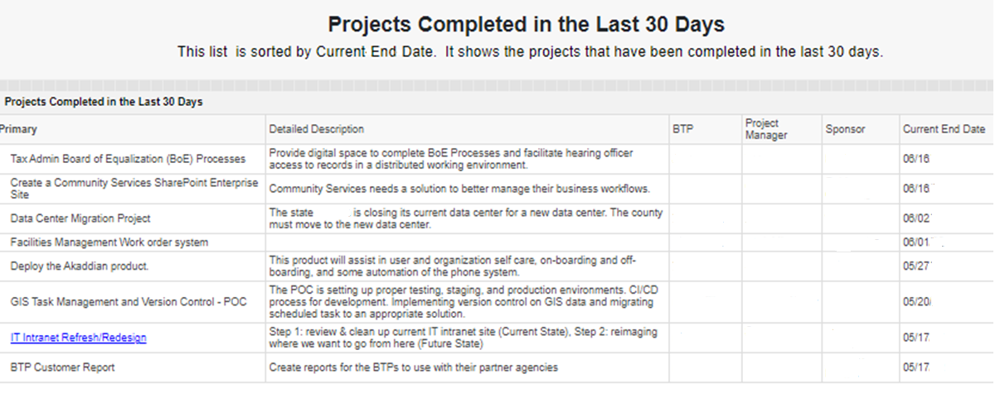 Projects Completed in the Last 30 Days
This list is sorted by Current End Date. It shows the projects that have been completed in the last 30 days.
Projects Completed in the Last 30 Days
Primary Detailed Description BTP Project Manager Sponsor Current End Date
Tax Admin Board of Equalization (BoE) Processes
Provide digital space to complete BoE Processes and facilitate hearing officer
access to records in a distributed working environment.
06/16
Create a Community Services SharePoint Enterprise
Site
Community Services needs a solution to better manage their business workflows.
06/16
Data Center Migration Project
The state is closing its current data center for a new data center. The county
must move to the new data center.
06/02
Facilities Management Work order system
06/01
Deploy the Akaddian product.
This product will assist in user and organization self care, on-boarding and off-
boarding, and some automation of the phone system.
05/27
GIS Task Management and Version Control - POC
The POC is setting up proper testing, staging, and production environments. CI/CD
process for development. Implementing version control on GIS data and migrating
scheduled task to an appropriate solution.
05/20
IT Intranet Refresh/Redesign
Step 1: review & clean up current IT intranet site (Current State), Step 2: reimaging
where we want to go from here (Future State)
05/17
BTP Customer Report
Create reports for the BTPs to use with their partner agencies
05/17